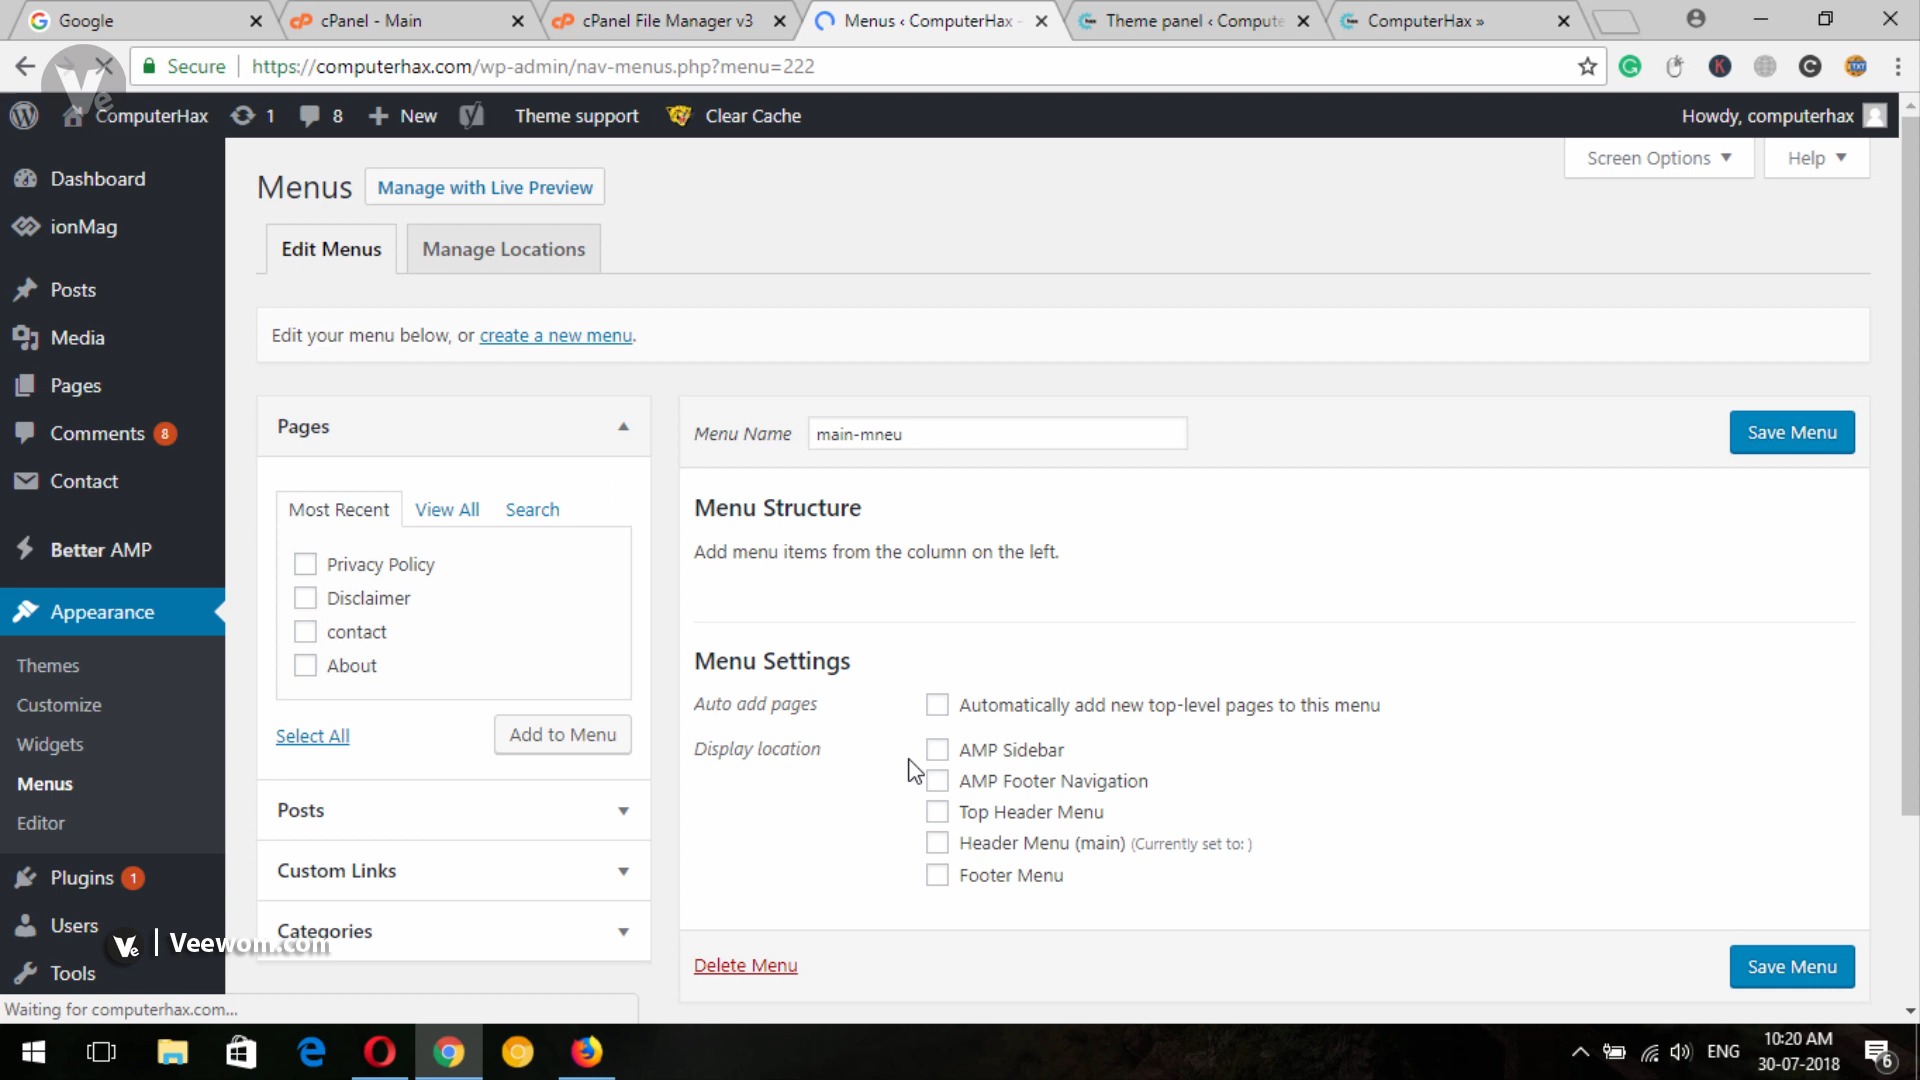 Google
cPanel - Main
cPanel File Manager v3
Menus ‹ ComputerHax -
Theme panel ‹ Compute
ComputerHax »
Secure
https://computerhax.com/wp-admin/nav-menus.php?menu=222
ComputerHax
1
8
New
Theme support
Clear Cache
Howdy, computerhax
Screen Options
Help
Dashboard
ionMag
Posts
Media
Pages
Comments 8
Contact
Better AMP
Appearance
Themes
Customize
Widgets
Menus
Editor
Plugins 1
Users
Tools
Menus
Manage with Live Preview
Edit Menus
Manage Locations
Edit your menu below, or create a new menu.
Pages
Most Recent
View All
Search
Privacy Policy
Disclaimer
contact
About
Select All
Add to Menu
Posts
Custom Links
Categories
Menu Name
main-mneu
Save Menu
Menu Structure
Add menu items from the column on the left.
Menu Settings
Auto add pages
Automatically add new top-level pages to this menu
Display location
AMP Sidebar
AMP Footer Navigation
Top Header Menu
Header Menu (main) (Currently set to: )
Footer Menu
Delete Menu
Save Menu
Ve | Veewom.com
Waiting for computerhax.com...
ENG
10:20 AM
30-07-2018
6